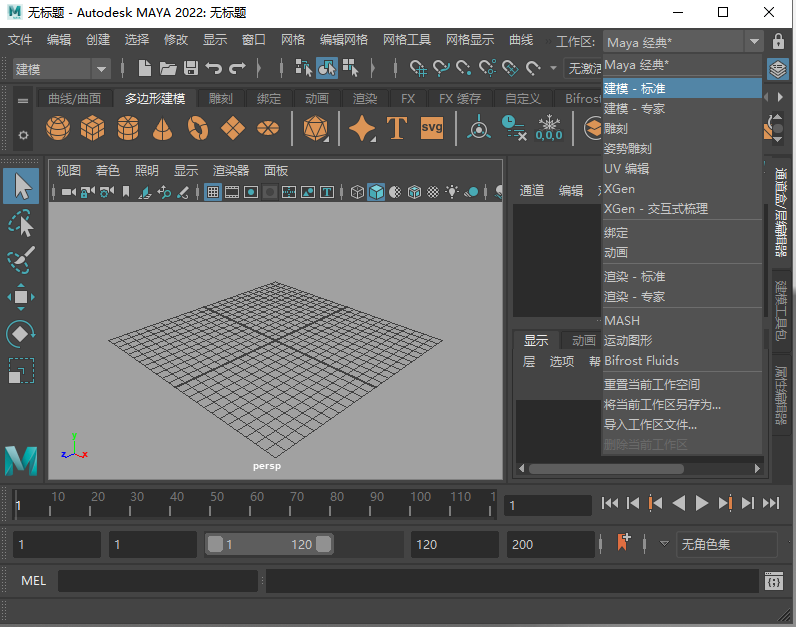 无标题 - Autodesk MAYA 2022: 无标题
文件 编辑 创建 选择 修改 显示 窗口 网格 编辑网格 网格工具 网格显示 曲线 工作区: Maya 经典*
建模 无激活
曲线/曲面 多边形建模 雕刻 绑定 动画 渲染 FX FX 缓存 自定义 Bifrost
svg
0,0,0
Maya 经典*
建模 - 标准
建模 - 专家
雕刻
姿势雕刻
UV 编辑
XGen
XGen - 交互式梳理
绑定
动画
渲染 - 标准
渲染 - 专家
MASH
运动图形
Bifrost Fluids
重置当前工作空间
将当前工作区另存为...
导入工作区文件...
删除当前工作区
视图 着色 照明 显示 渲染器 面板
persp
y
z
x
通道 编辑
显示 动画
层 选项 帮
通道盒/层编辑器
建模工具包
属性编辑器
1 10 20 30 40 50 60 70 80 90 100 110 1
1
1 1 1 120 120 200 无角色集
MEL